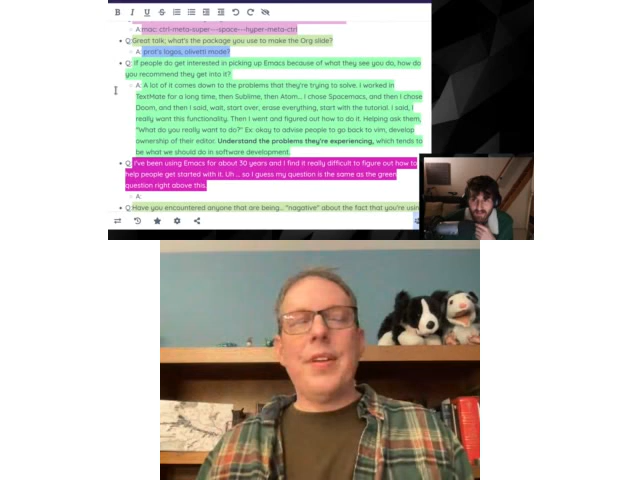 A:mac: ctrl-meta-super---space---hyper-meta-ctrl
Q:Great talk; what's the package you use to make the Org slide?
A: prot's logos, olivetti mode?
Q: If people do get interested in picking up Emacs because of what they see you do, how do
you recommend they get into it?
A: A lot of it comes down to the problems that they're trying to solve. I worked in
TextMate for a long time, then Sublime, then Atom... I chose Spacemacs, and then I chose
Doom, and then I said, wait, start over, erase everything, start with the tutorial. I said, I
really want this functionality. Then I went and figured out how to do it. Helping ask them,
"What do you really want to do?" Ex: okay to advise people to go back to vim, develop
ownership of their editor. Understand the problems they're experiencing, which tends to
be what we should do in software development.
Q:I've been using Emacs for about 30 years and I find it really difficult to figure out how to
help people get started with it. Uh ... so I guess my question is the same as the green
question right above this.
A:
Q:Have you encountered anyone that are being... "nagative" about the fact that you're usin